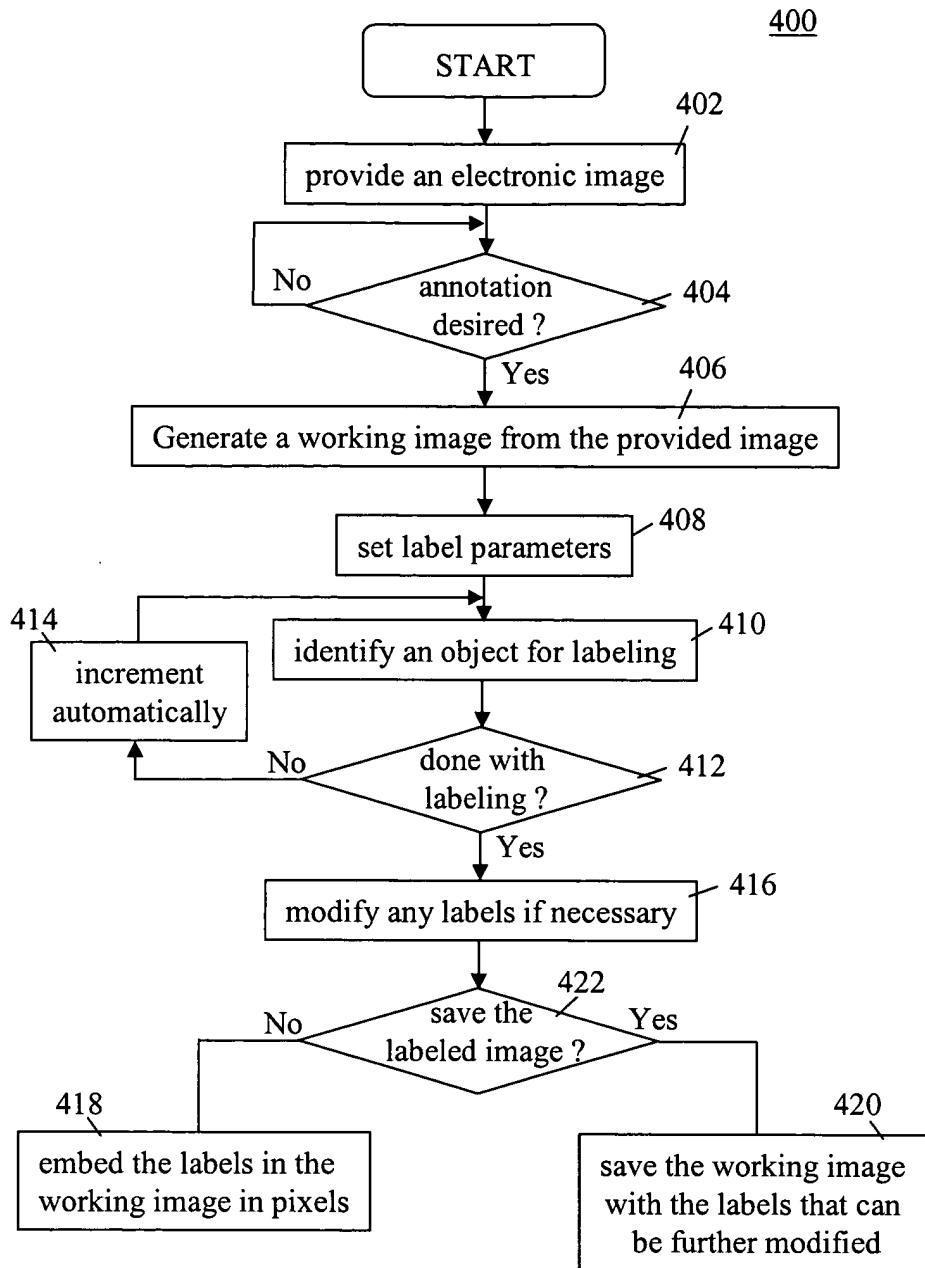 400
START
402
provide an electronic image
No
annotation
desired ?
404
Yes
406
Generate a working image from the provided image
408
set label parameters
414
increment
automatically
410
identify an object for labeling
No
done with
labeling ?
412
Yes
416
modify any labels if necessary
422
No
save the
labeled image ?
Yes
418
embed the labels in the
working image in pixels
420
save the working image
with the labels that can
be further modified